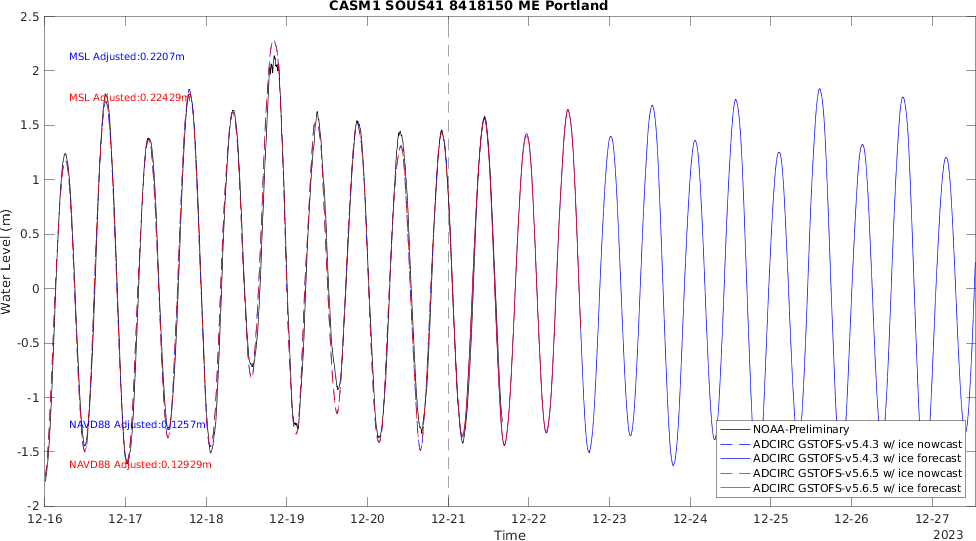 CASM1 SOUS41 8418150 ME Portland
2.5
2
1.5
1
0.5
0
-0.5
-1
-1.5
-2
Water Level (m)
MSL Adjusted:0.2207m
MSL Adjusted:0.22429m
NAVD88 Adjusted:0.1257m
NAVD88 Adjusted:0.12929m
NOAA-Preliminary
ADCIRC GSTOFS-v5.4.3 w/ ice nowcast
ADCIRC GSTOFS-v5.4.3 w/ ice forecast
ADCIRC GSTOFS-v5.6.5 w/ ice nowcast
ADCIRC GSTOFS-v5.6.5 w/ ice forecast
12-16 12-17 12-18 12-19 12-20 12-21 12-22 12-23 12-24 12-25 12-26 12-27
Time
2023